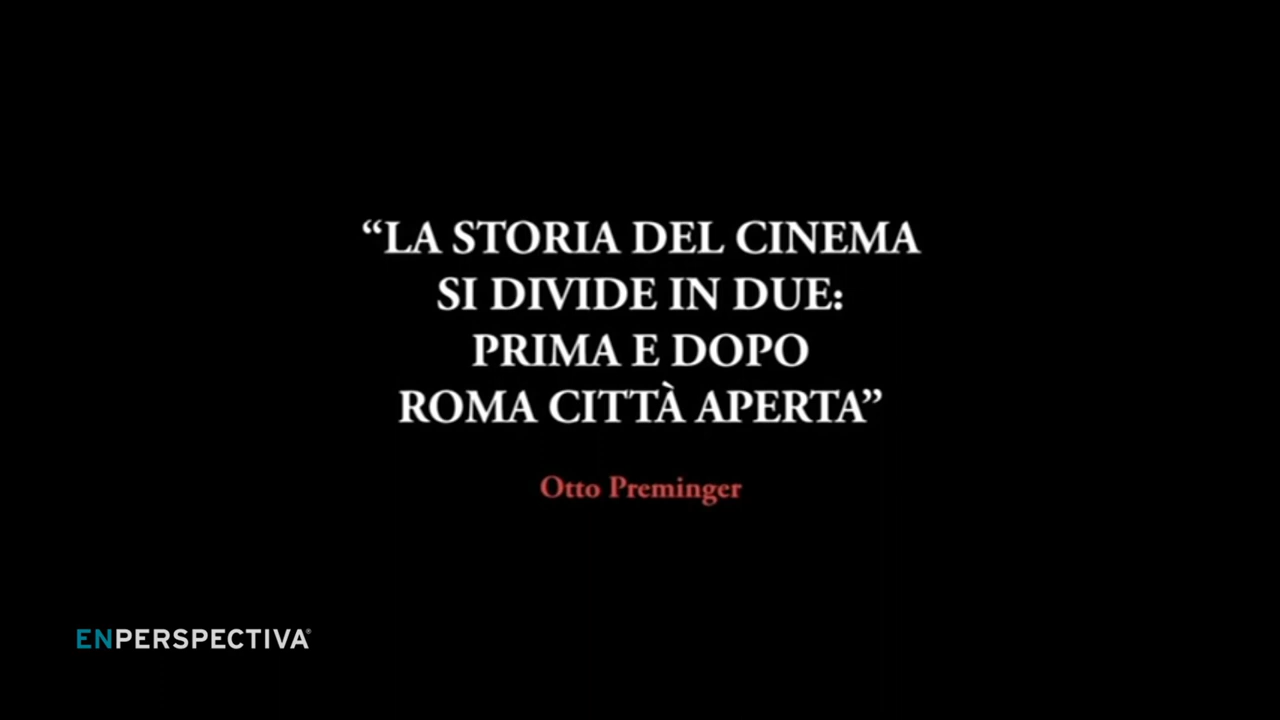 “LA STORIA DEL CINEMA
SI DIVIDE IN DUE:
PRIMA E DOPO
ROMA CITTÀ APERTA”
Otto Preminger
ENPERSPECTIVA®